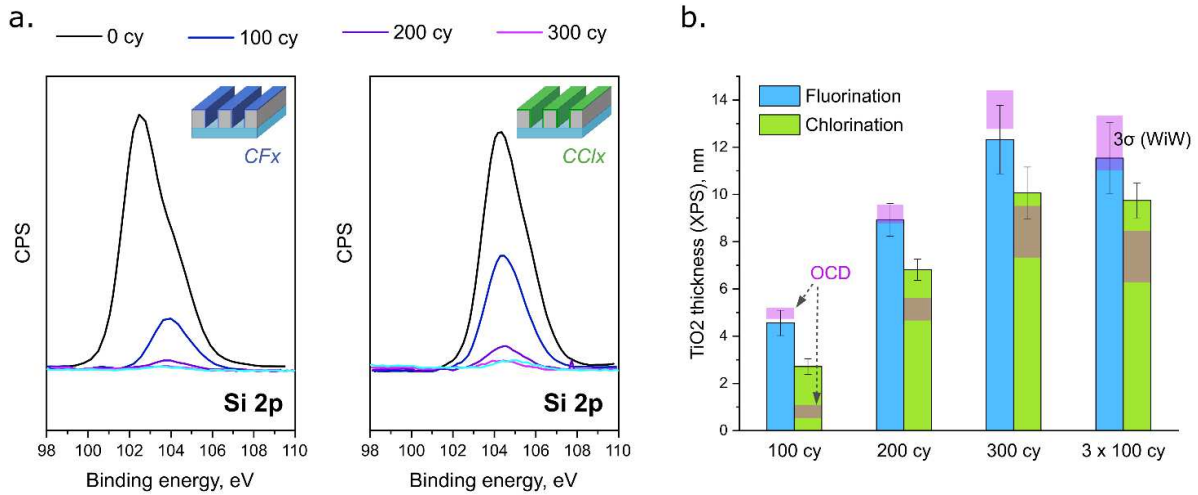 a.
0 cy 100 cy 200 cy 300 cy
CPS
CFx
Si 2p
98 100 102 104 106 108 110
Binding energy, eV
CPS
CClx
Si 2p
98 100 102 104 106 108 110
Binding energy, eV
b.
TiO2 thickness (XPS), nm
14
12
10
8
6
4
2
0
Fluorination
Chlorination
3σ (WiW)
OCD
100 cy 200 cy 300 cy 3 x 100 cy